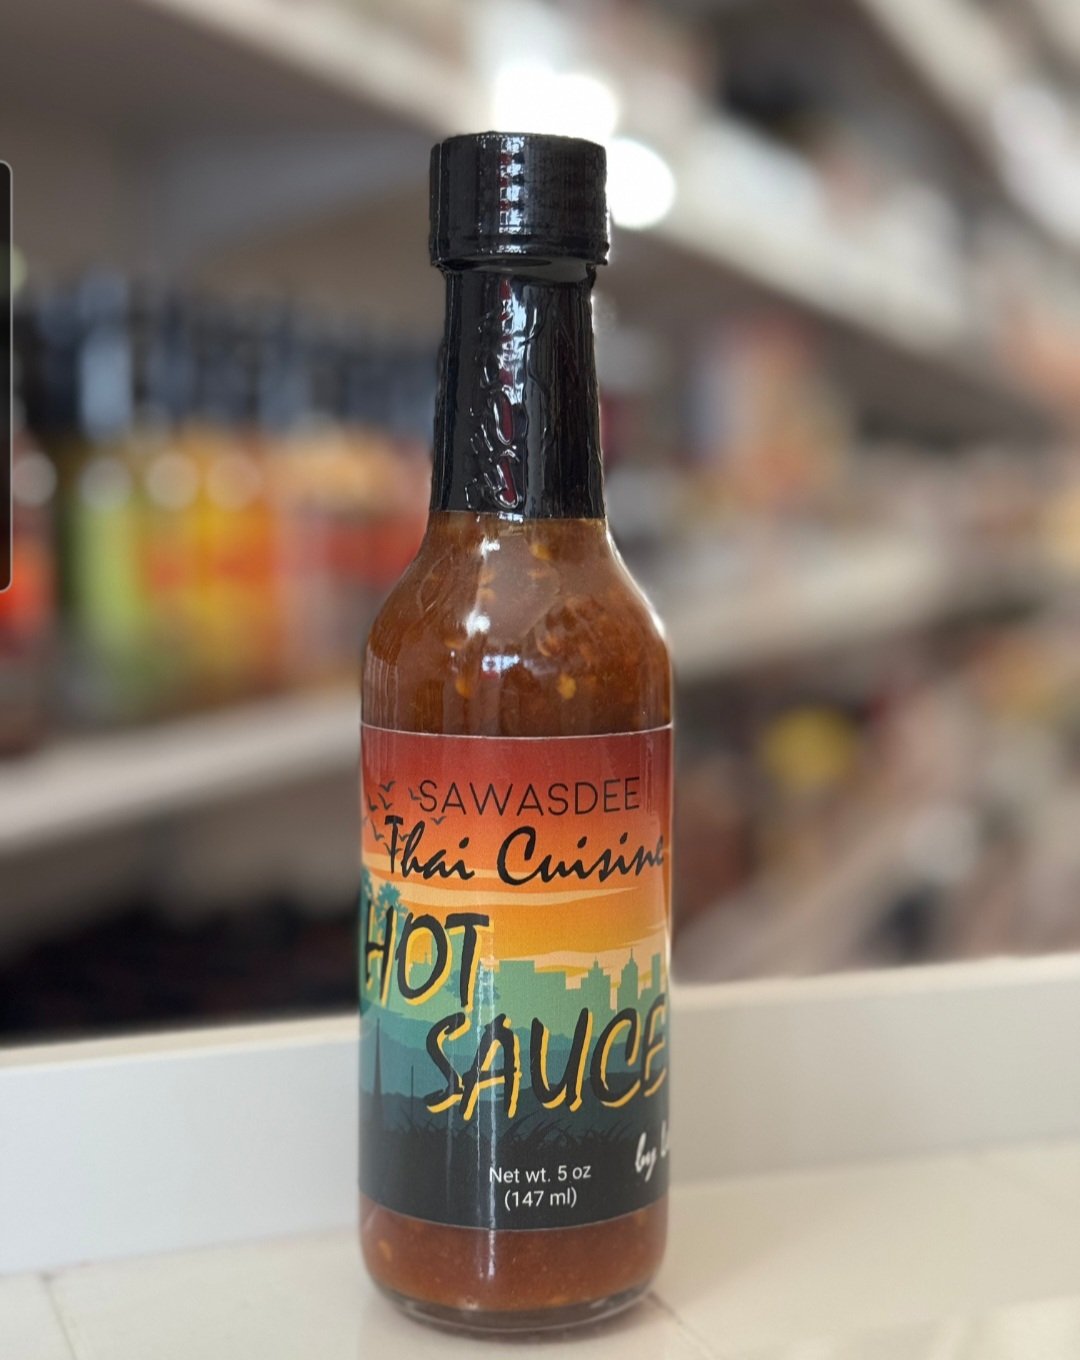 SAWASDEE
Thai Cuisine
HOT
SAUCE
by
Net wt. 5 oz
(147 ml)